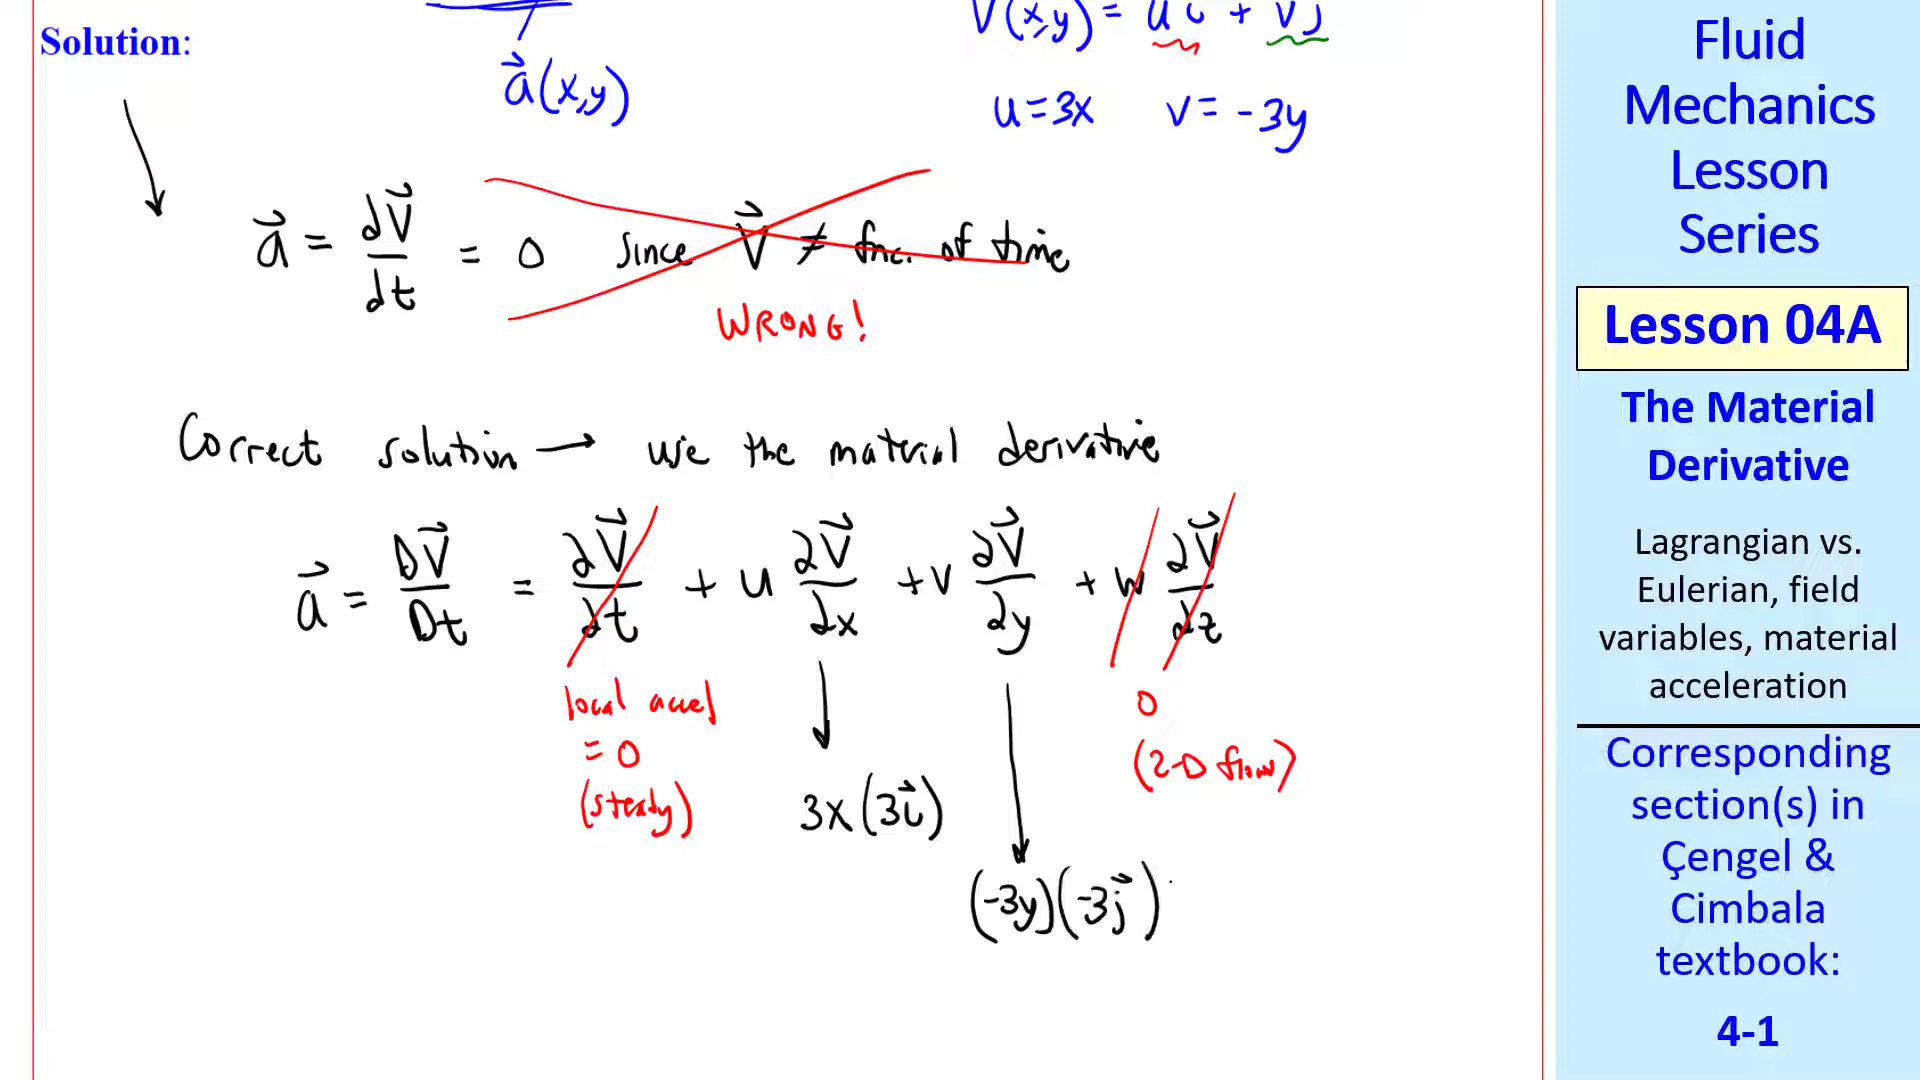 Solution:
V(x,y) = u i + v j
a⃗(x,y)
u = 3x v = -3y
a⃗ = dV⃗/dt = 0 since V⃗ ≠ fnc. of time
WRONG!
Correct solution → use the material derivative
a⃗ = DV⃗/Dt = ∂V⃗/∂t + u ∂V⃗/∂x + v ∂V⃗/∂y + w ∂V⃗/∂z
local accel
= 0
(steady)
0
(2-D flow)
3x(3i⃗)
(-3y)(-3j⃗)
Fluid
Mechanics
Lesson
Series
Lesson 04A
The Material
Derivative
Lagrangian vs.
Eulerian, field
variables, material
acceleration
Corresponding
section(s) in
Çengel &
Cimbala
textbook:
4-1